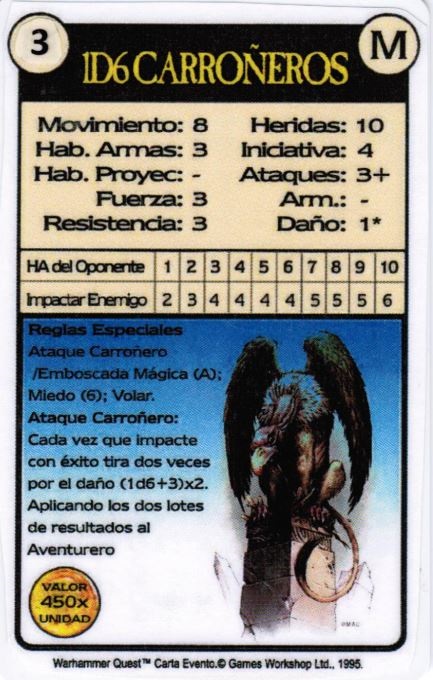 3
M
1D6 CARROÑEROS
Movimiento: 8 Heridas: 10
Hab. Armas: 3 Iniciativa: 4
Hab. Proyec: - Ataques: 3+
Fuerza: 3 Arm.: -
Resistencia: 3 Daño: 1*
HA del Oponente 1 2 3 4 5 6 7 8 9 10
Impactar Enemigo 2 3 4 4 4 4 5 5 5 6
Reglas Especiales
Ataque Carroñero
/Emboscada Mágica (A);
Miedo (6); Volar.
Ataque Carroñero:
Cada vez que impacte
con éxito tira dos veces
por el daño (1d6+3)x2.
Aplicando los dos lotes
de resultados al
Aventurero
VALOR
450x
UNIDAD
©MAC
Warhammer Quest™ Carta Evento.© Games Workshop Ltd., 1995.